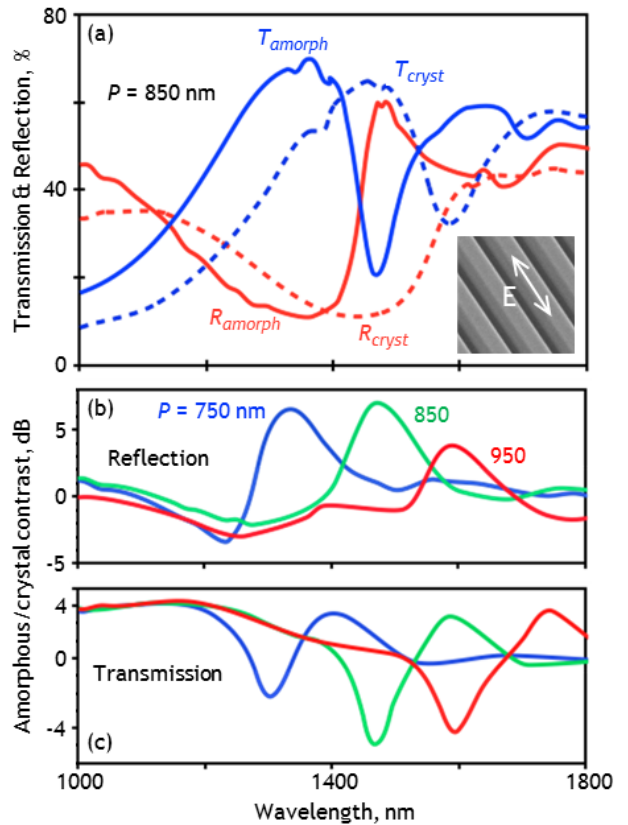 80
(a)
T_amorph
T_cryst
P = 850 nm
Transmission & Reflection, %
40
E
R_amorph
R_cryst
0
(b)
P = 750 nm
850
950
5
Reflection
0
-5
Amorphous/crystal contrast, dB
4
0
Transmission
-4
(c)
1000
1400
1800
Wavelength, nm